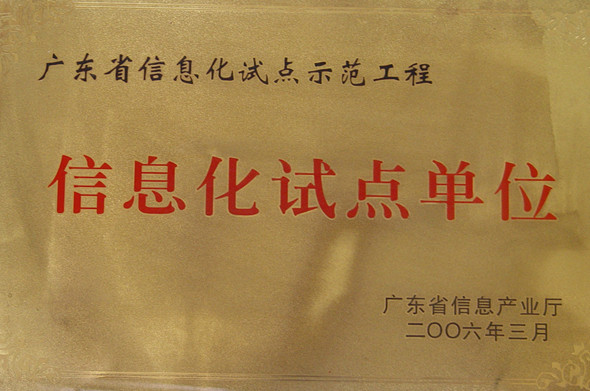 广东省信息化试点示范工程
信息化试点单位
广东省信息产业厅
二〇〇六年三月